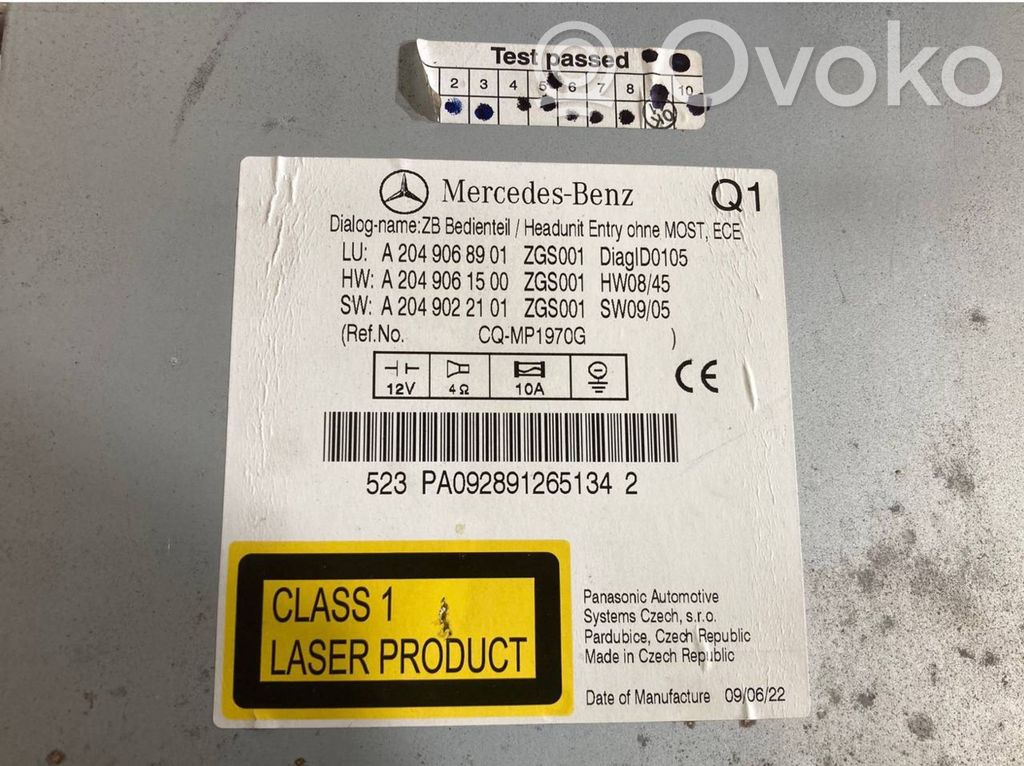 Ovoko
Test passed
2 3 4 5 6 7 8 10
OK
Mercedes-Benz Q1
Dialog-name:ZB Bedienteil / Headunit Entry ohne MOST, ECE
LU: A 204 906 89 01 ZGS001 DiagID0105
HW: A 204 906 15 00 ZGS001 HW08/45
SW: A 204 902 21 01 ZGS001 SW09/05
(Ref.No. CQ-MP1970G )
12V 4Ω 10A
CE
523 PA092891265134 2
CLASS 1
LASER PRODUCT
Panasonic Automotive
Systems Czech, s.r.o.
Pardubice, Czech Republic
Made in Czech Republic
Date of Manufacture 09/06/22